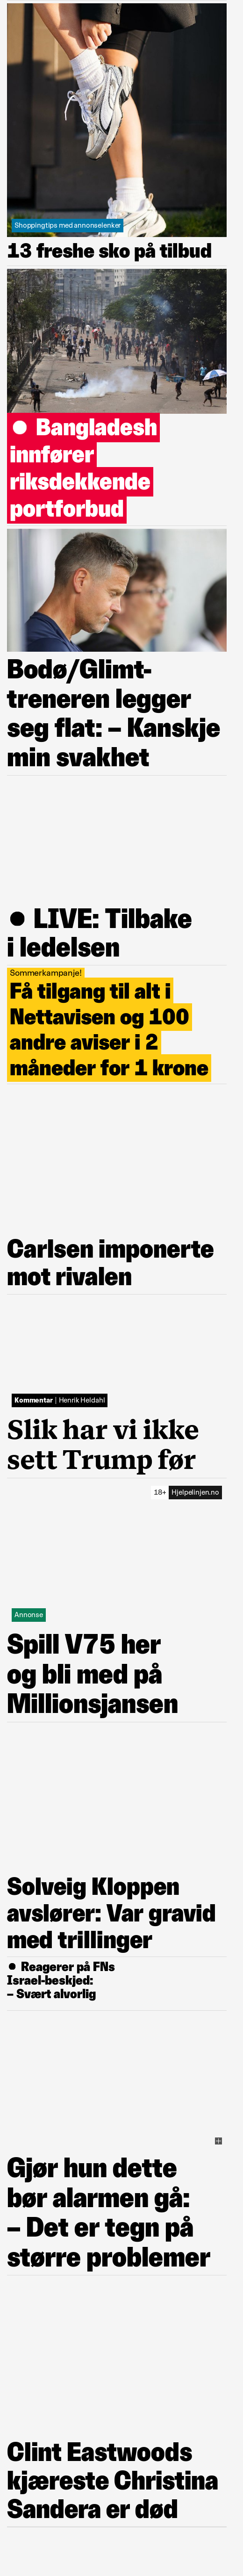 Shoppingtips med annonselenker
13 freshe sko på tilbud
Bangladesh
innfører
riksdekkende
portforbud
Bodø/Glimt-
treneren legger
seg flat: – Kanskje
min svakhet
LIVE: Tilbake
i ledelsen
Sommerkampanje!
Få tilgang til alt i
Nettavisen og 100
andre aviser i 2
måneder for 1 krone
Carlsen imponerte
mot rivalen
Kommentar | Henrik Heldahl
Slik har vi ikke
sett Trump før
18+ Hjelpelinjen.no
Annonse
Spill V75 her
og bli med på
Millionsjansen
Solveig Kloppen
avslører: Var gravid
med trillinger
Reagerer på FNs
Israel-beskjed:
– Svært alvorlig
Gjør hun dette
bør alarmen gå:
– Det er tegn på
større problemer
Clint Eastwoods
kjæreste Christina
Sandera er død